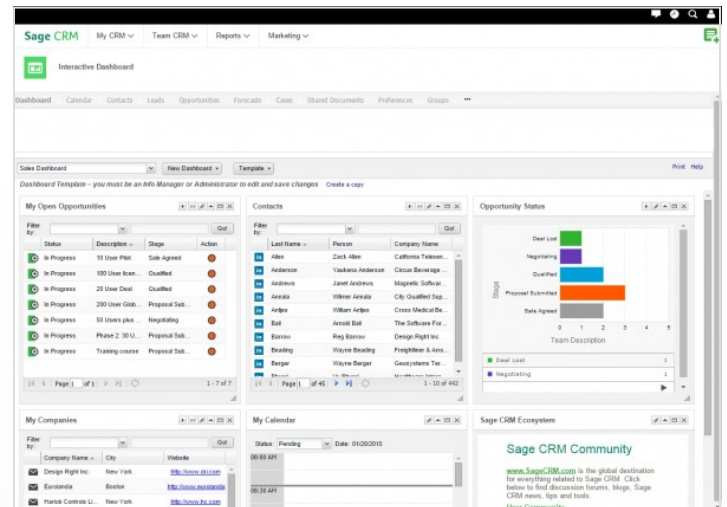 Sage CRM
My CRM
Team CRM
Reports
Marketing
Interactive Dashboard
Dashboard Calendar Contacts Leads Opportunities Forecasts Cases Shared Documents Preferences Groups •••
Sales Dashboard
New Dashboard
Template
Print Help
Dashboard Template – you must be an Info Manager or Administrator to edit and save changes Create a copy
My Open Opportunities
Filter by: Go!
Status Description Stage Action
In Progress 10 User Pilot Sale Agreed
In Progress 100 User licen... Qualified
In Progress 20 User Deal Qualified
In Progress 200 User Glob... Proposal Sub...
In Progress 50 Users plus ... Negotiating
In Progress Phase 2: 30 U... Proposal Sub...
In Progress Training course Proposal Sub...
Page 1 of 1
1 - 7 of 7
Contacts
Filter by: Go!
Last Name Person Company Name
Allen Zack Allen California Teleson...
Anderson Yaukena Anderson Circus Beverage ...
Andrews Janet Andrews Magnetic Softwar...
Annala Wilmer Annala City Qualified Sup...
Antjes William Antjes Cross Medical Be...
Ball Arnold Ball The Software For...
Barrow Reg Barrow Design Right Inc.
Beading Wayne Beading Freightliner & Arro...
Berger Wayne Berger Geosystems Ter...
Page 1 of 45
1 - 10 of 442
Opportunity Status
Stage
Deal Lost
Negotiating
Qualified
Proposal Submitted
Sale Agreed
0 1 2 3 4 5
Team Description
Deal Lost 1
Negotiating 1
My Companies
Filter by: Go!
Company Name City Website
Design Right Inc. New York http://www.dri.com
Eurolandia Boston http://www.eurolandia
Harisk Controls Li... New York http://www.hc.com
My Calendar
Status: Pending Date: 01/20/2015
08:00 AM
08:30 AM
Sage CRM Ecosystem
Sage CRM Community
www.SageCRM.com is the global destination
for everything related to Sage CRM. Click
below to find discussion forums, blogs, Sage
CRM news, tips and tools.
User Community